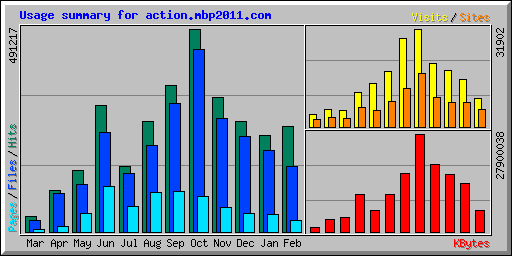 Usage summary for action.mbp2011.com
Visits / Sites
491217
31902
27900038
Pages / Files / Hits
Mar Apr May Jun Jul Aug Sep Oct Nov Dec Jan Feb
KBytes